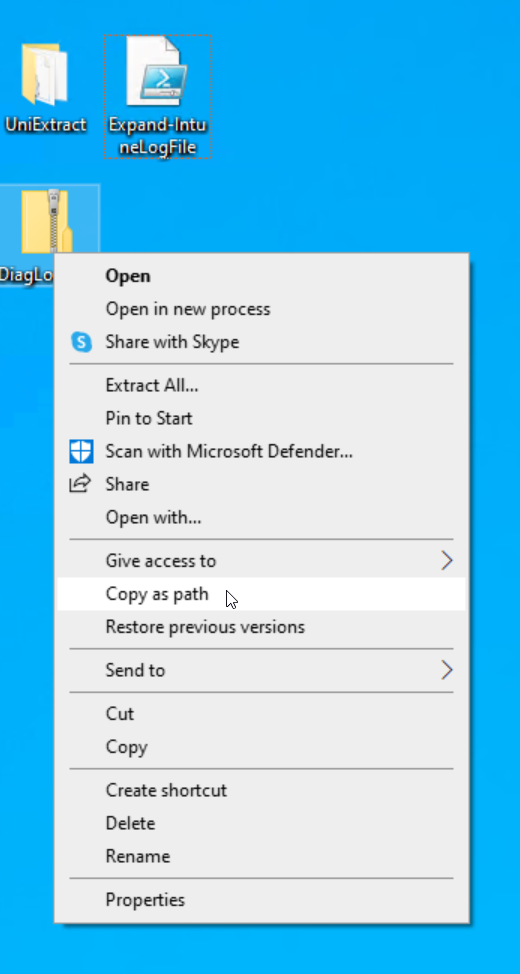 UniExtract
Expand-Intu
neLogFile
DiagLo
Open
Open in new process
Share with Skype
Extract All...
Pin to Start
Scan with Microsoft Defender...
Share
Open with...
Give access to
Copy as path
Restore previous versions
Send to
Cut
Copy
Create shortcut
Delete
Rename
Properties